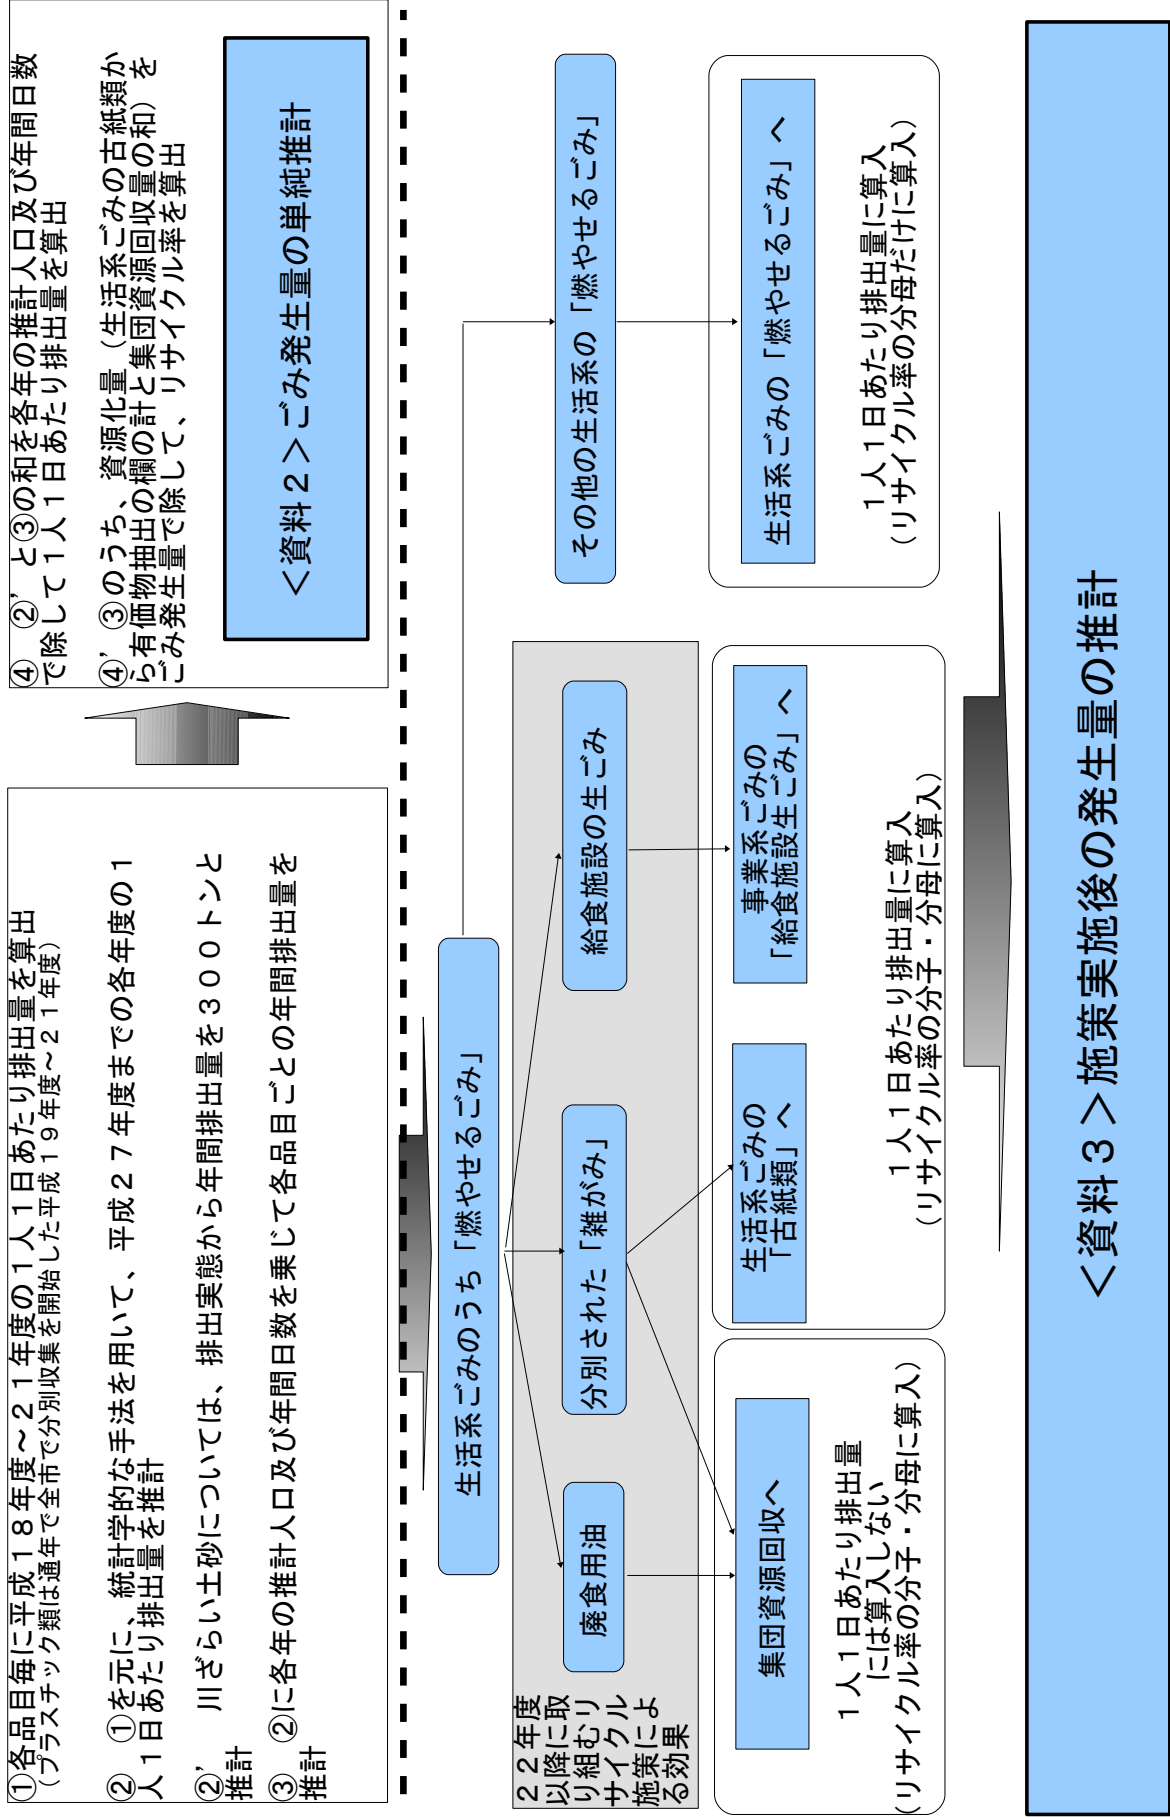 ①各品目毎に平成18年度～21年度の1人1日あたり排出量を算出
（プラスチック類は通年で全市で分別収集を開始した平成19年度～21年度）
②　①を元に、統計学的な手法を用いて、平成27年度までの各年度の1
人1日あたり排出量を推計
②’　川ざらい土砂については、排出実態から年間排出量を300トンと
推計
③　②に各年の推計人口及び年間日数を乗じて各品目ごとの年間排出量を
推計
④　②’と③の和を各年の推計人口及び年間日数
で除して1人1日あたり排出量を算出
④’　③のうち、資源化量（生活系ごみの古紙類か
ら有価物抽出の欄の計と集団資源回収量の和）を
ごみ発生量で除して、リサイクル率を算出
＜資料2＞ごみ発生量の単純推計
生活系ごみのうち「燃やせるごみ」
22年度
以降に取
り組むリ
サイクル
施策によ
る効果
廃食用油
分別された「雑がみ」
給食施設の生ごみ
その他の生活系の「燃やせるごみ」
集団資源回収へ
生活系ごみの
「古紙類」へ
事業系ごみの
「給食施設生ごみ」へ
生活系ごみの「燃やせるごみ」へ
1人1日あたり排出量
には算入しない
（リサイクル率の分子・分母に算入）
1人1日あたり排出量に算入
（リサイクル率の分子・分母に算入）
1人1日あたり排出量に算入
（リサイクル率の分母だけに算入）
＜資料3＞施策実施後の発生量の推計